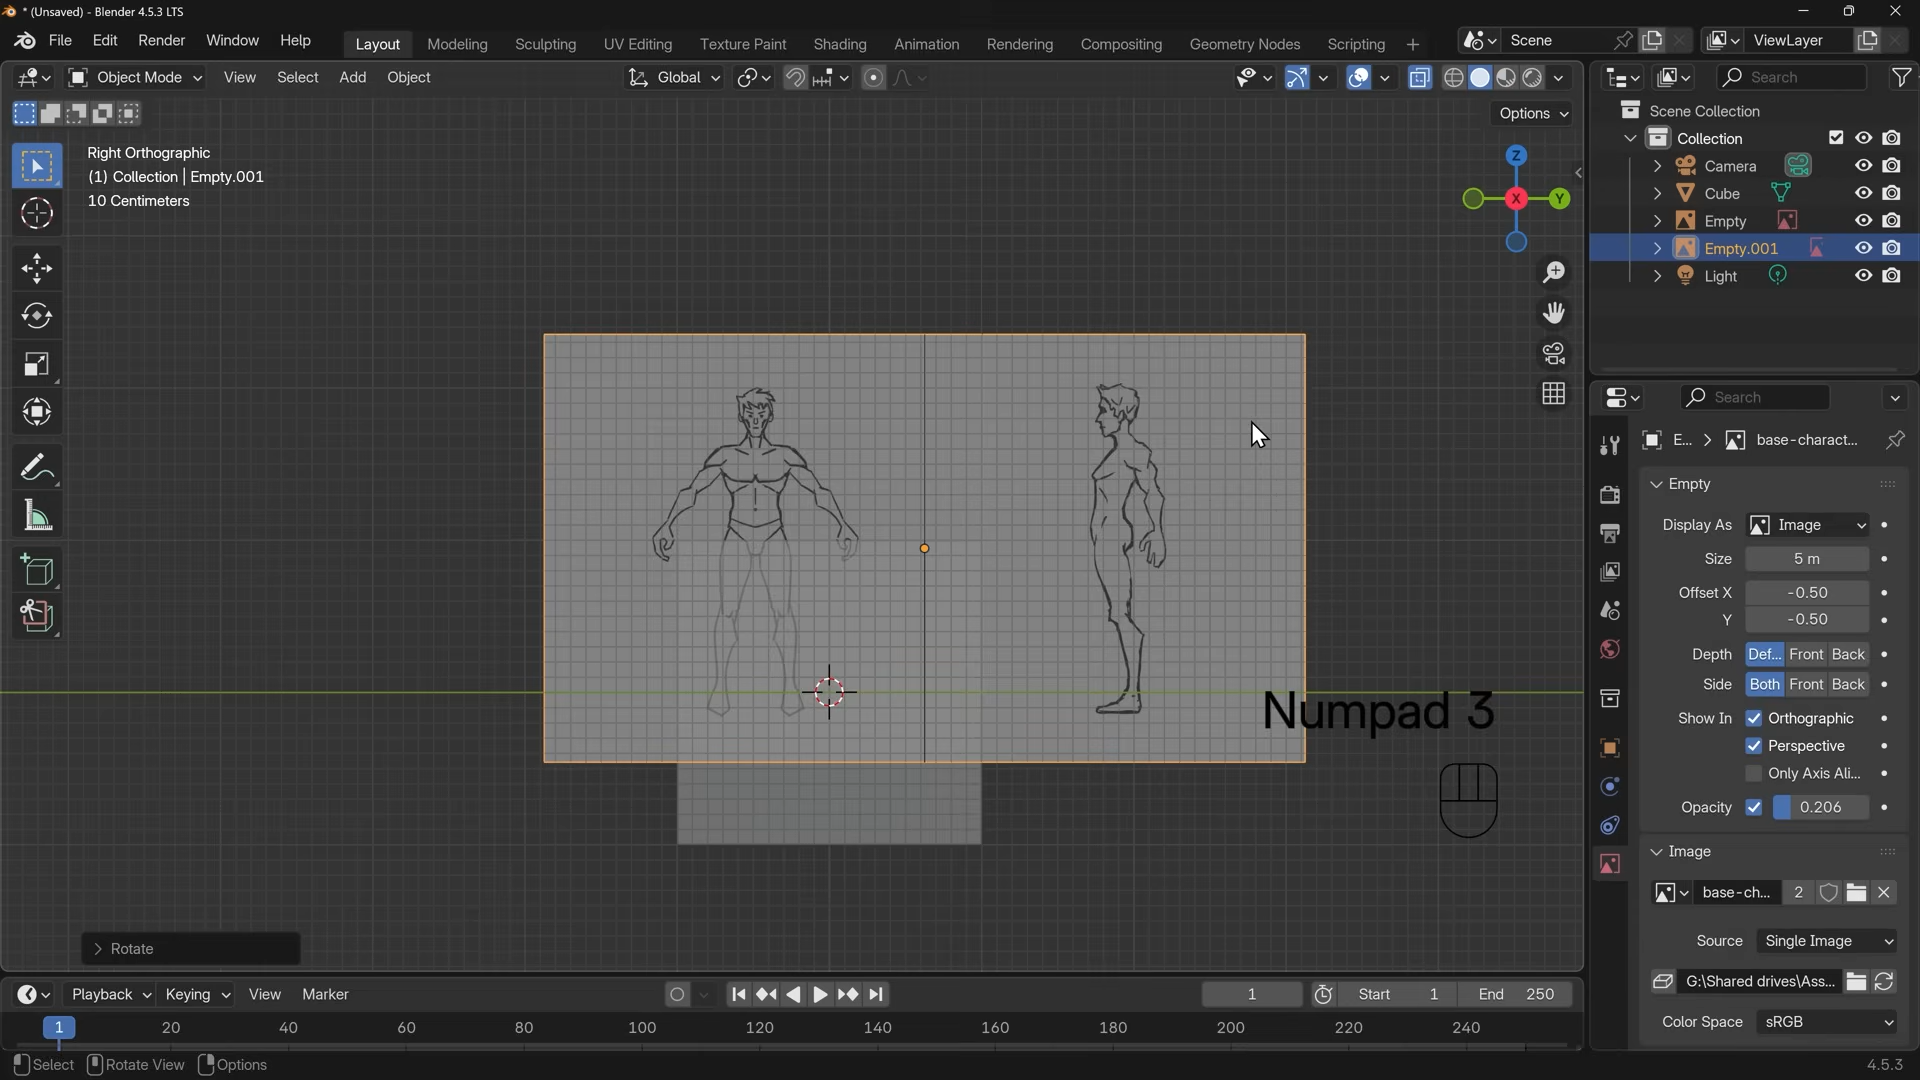 * (Unsaved) - Blender 4.5.3 LTS
File Edit Render Window Help Layout Modeling Sculpting UV Editing Texture Paint Shading Animation Rendering Compositing Geometry Nodes Scripting + Scene ViewLayer
Object Mode View Select Add Object Global Search
Options
Right Orthographic
(1) Collection | Empty.001
10 Centimeters
Z
X
Y
Scene Collection
Collection
Camera
Cube
Empty
Empty.001
Light
Search
E... > base-charact...
Empty
Display As Image
Size 5 m
Offset X -0.50
Y -0.50
Depth Def... Front Back
Side Both Front Back
Show In Orthographic
Perspective
Only Axis Ali...
Opacity 0.206
Image
base-ch... 2
Source Single Image
G:\Shared drives\Ass...
Color Space sRGB
Numpad 3
Rotate
Playback Keying View Marker 1 Start 1 End 250
1 20 40 60 80 100 120 140 160 180 200 220 240
Select Rotate View Options 4.5.3